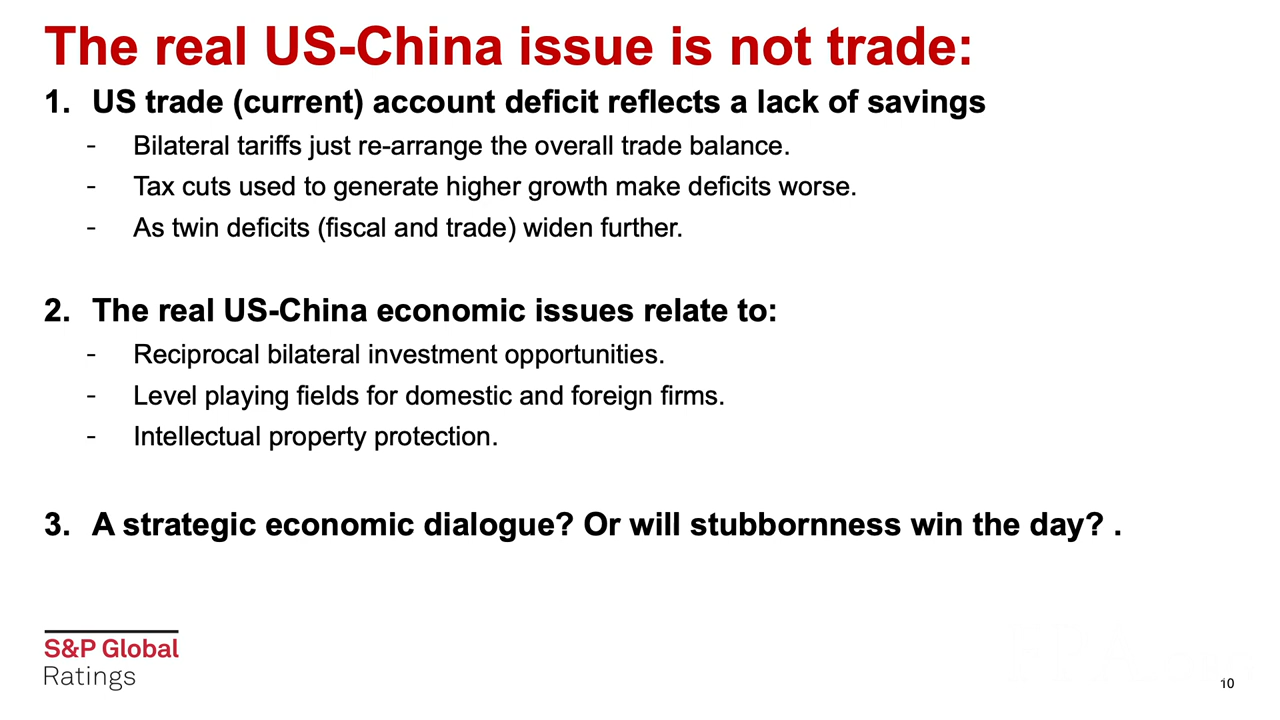 The real US-China issue is not trade:
1. US trade (current) account deficit reflects a lack of savings
- Bilateral tariffs just re-arrange the overall trade balance.
- Tax cuts used to generate higher growth make deficits worse.
- As twin deficits (fiscal and trade) widen further.
2. The real US-China economic issues relate to:
- Reciprocal bilateral investment opportunities.
- Level playing fields for domestic and foreign firms.
- Intellectual property protection.
3. A strategic economic dialogue? Or will stubbornness win the day? .
S&P Global
Ratings
10